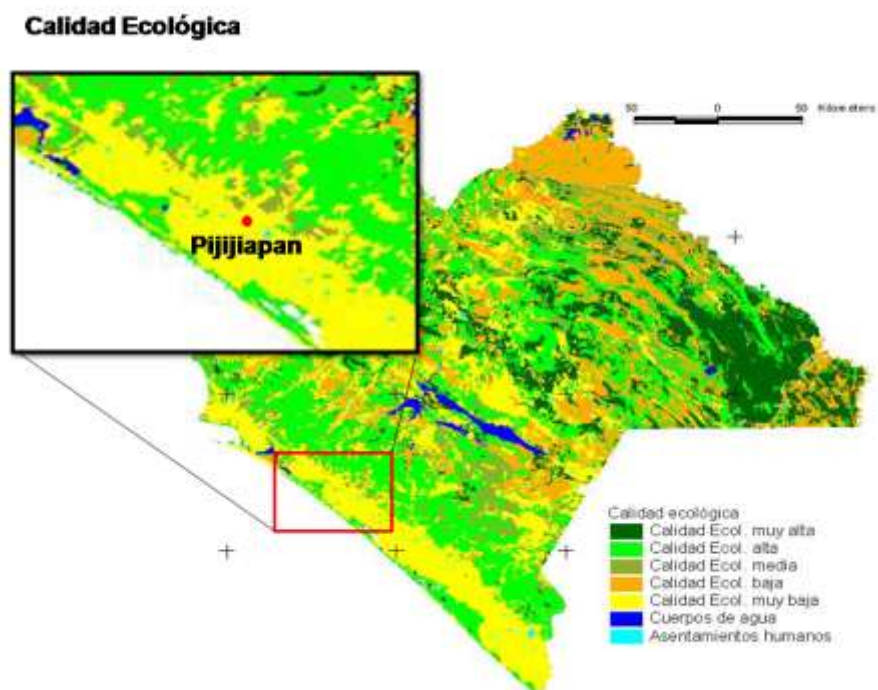 Calidad Ecológica
50 0 50 Kilometers
Pijijiapan
Calidad ecológica
Calidad Ecol. muy alta
Calidad Ecol. alta
Calidad Ecol. media
Calidad Ecol. baja
Calidad Ecol. muy baja
Cuerpos de agua
Asentamientos humanos